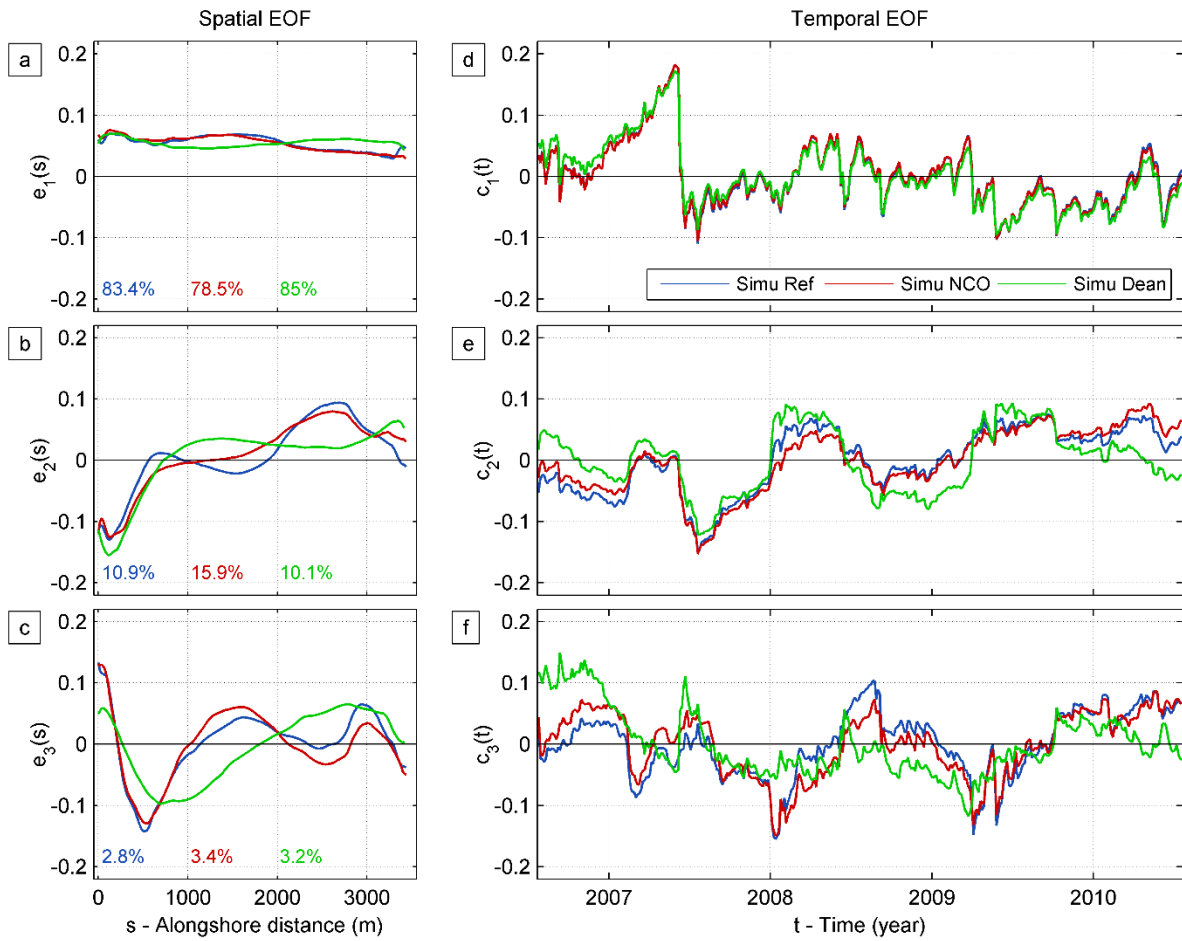 Spatial EOF
Temporal EOF
a
0.2
0.1
0
-0.1
-0.2
e1(s)
83.4% 78.5% 85%
d
0.2
0.1
0
-0.1
-0.2
c1(t)
Simu Ref Simu NCO Simu Dean
b
0.2
0.1
0
-0.1
-0.2
e2(s)
10.9% 15.9% 10.1%
e
0.2
0.1
0
-0.1
-0.2
c2(t)
c
0.2
0.1
0
-0.1
-0.2
e3(s)
2.8% 3.4% 3.2%
0 1000 2000 3000
s - Alongshore distance (m)
f
0.2
0.1
0
-0.1
-0.2
c3(t)
2007 2008 2009 2010
t - Time (year)